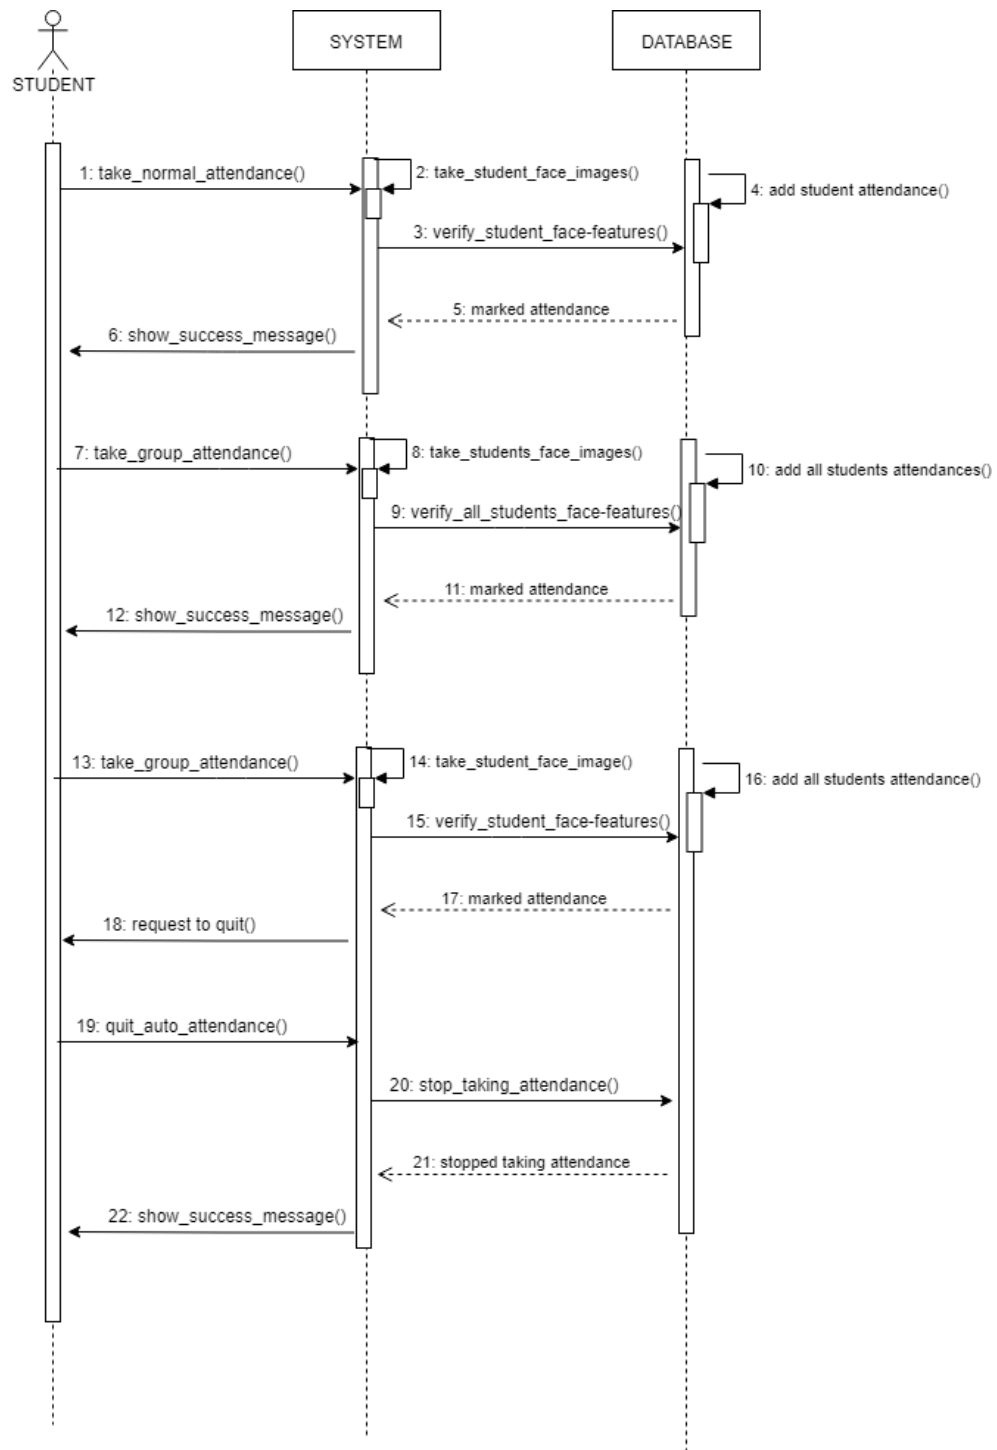 STUDENT
SYSTEM
DATABASE
1: take_normal_attendance()
2: take_student_face_images()
4: add student attendance()
3: verify_student_face-features()
5: marked attendance
6: show_success_message()
7: take_group_attendance()
8: take_students_face_images()
10: add all students attendances()
9: verify_all_students_face-features()
11: marked attendance
12: show_success_message()
13: take_group_attendance()
14: take_student_face_image()
16: add all students attendance()
15: verify_student_face-features()
17: marked attendance
18: request to quit()
19: quit_auto_attendance()
20: stop_taking_attendance()
21: stopped taking attendance
22: show_success_message()